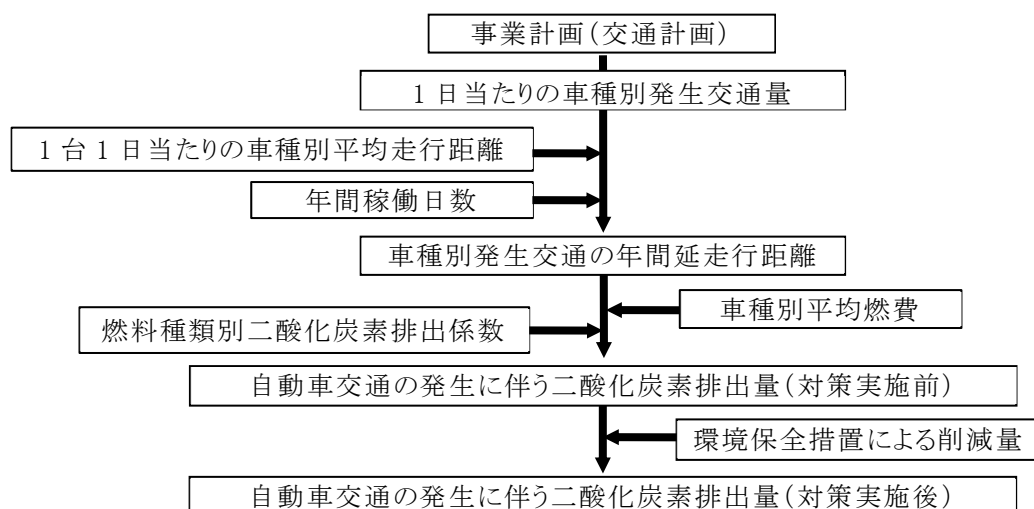 事業計画(交通計画)
1日当たりの車種別発生交通量
1台1日当たりの車種別平均走行距離
年間稼働日数
車種別発生交通の年間延走行距離
車種別平均燃費
燃料種類別二酸化炭素排出係数
自動車交通の発生に伴う二酸化炭素排出量(対策実施前)
環境保全措置による削減量
自動車交通の発生に伴う二酸化炭素排出量(対策実施後)